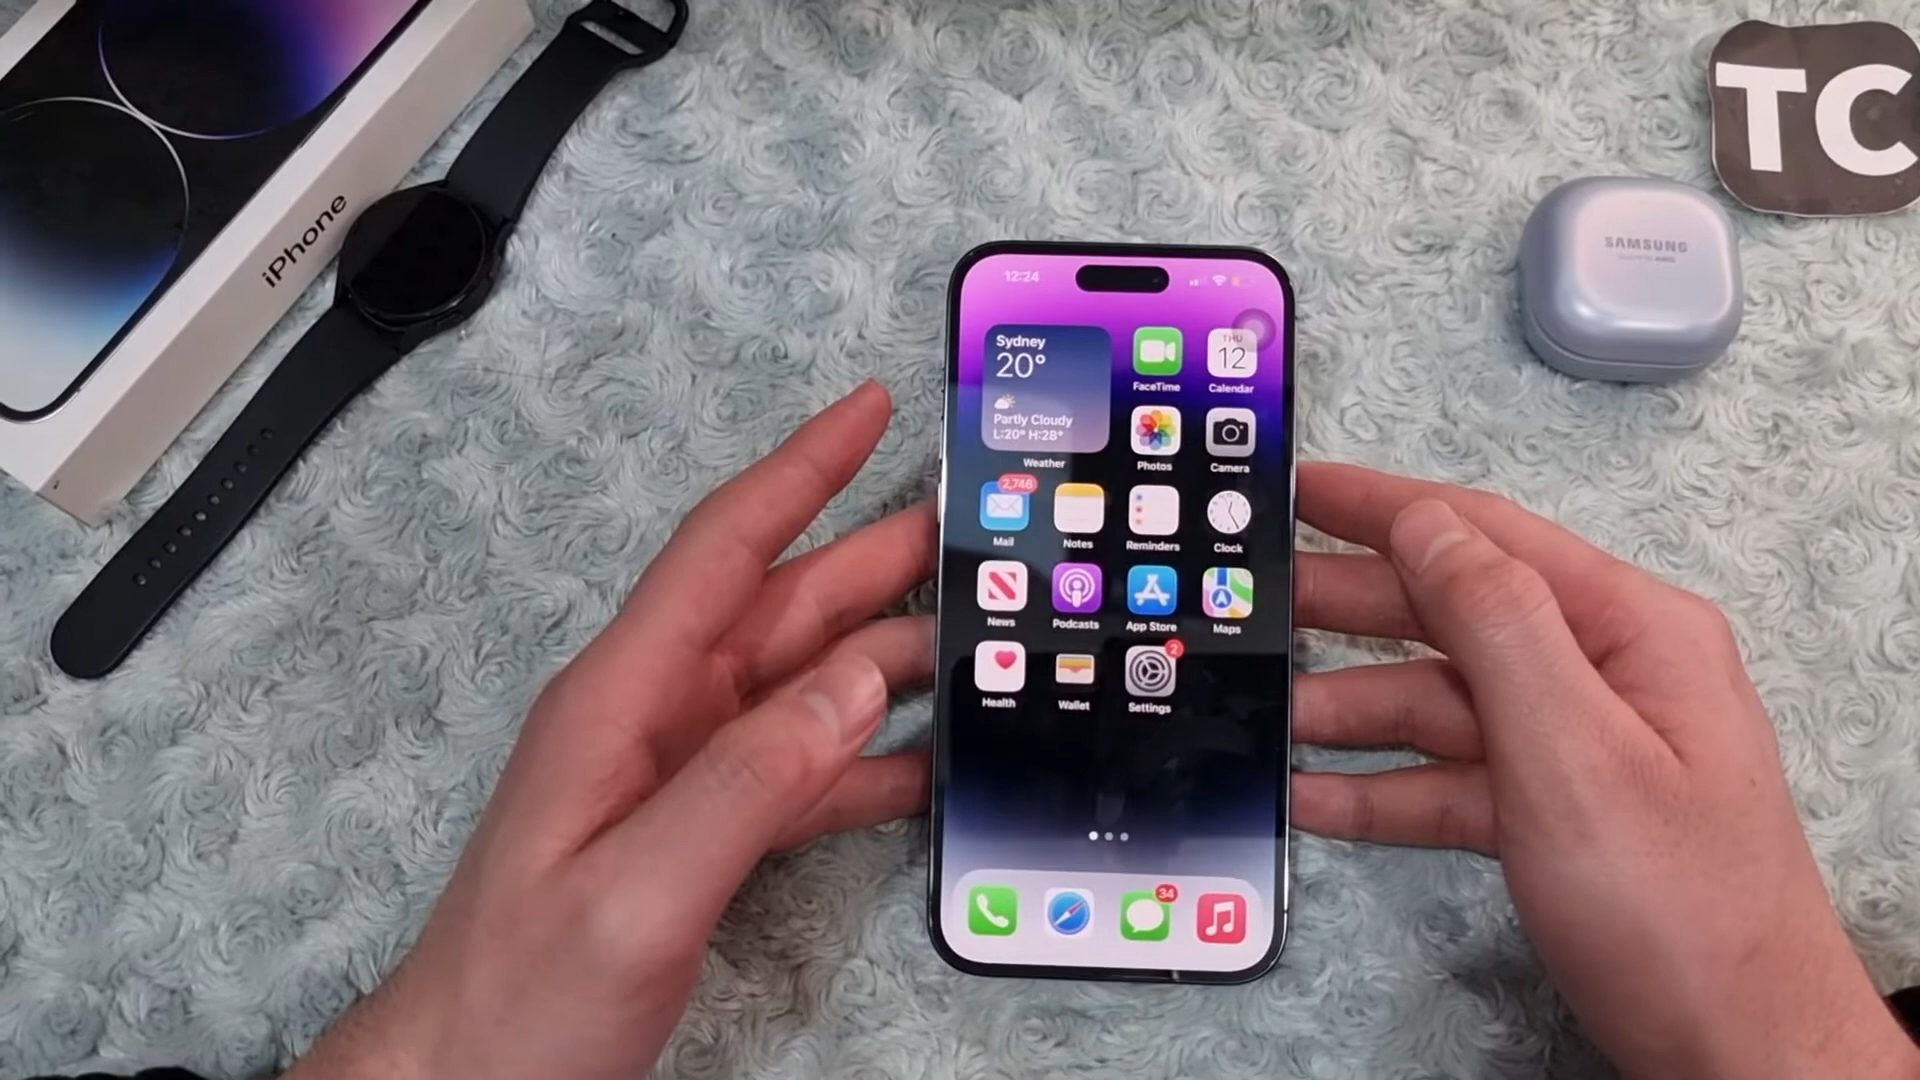 iPhone
TC
SAMSUNG
12:24
Sydney
20°
Partly Cloudy
L:20° H:28°
Weather
FaceTime
THU
12
Calendar
Photos
Camera
2,746
Mail
Notes
Reminders
Clock
News
Podcasts
App Store
Maps
Health
Wallet
2
Settings
34